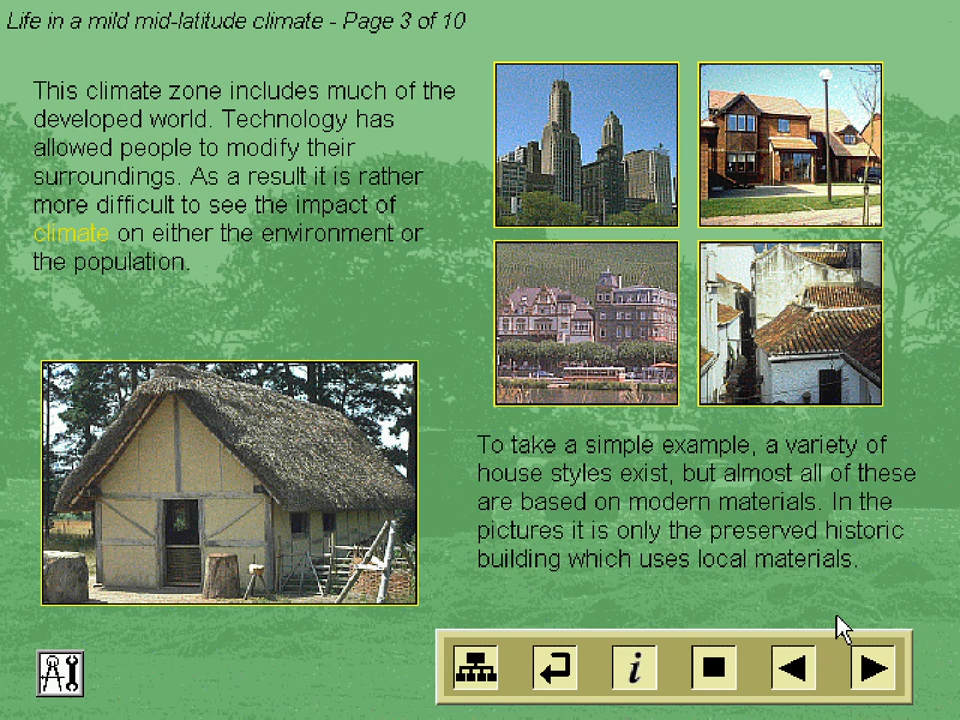 Life in a mild mid-latitude climate - Page 3 of 10
This climate zone includes much of the
developed world. Technology has
allowed people to modify their
surroundings. As a result it is rather
more difficult to see the impact of
climate on either the environment or
the population.
To take a simple example, a variety of
house styles exist, but almost all of these
are based on modern materials. In the
pictures it is only the preserved historic
building which uses local materials.
i